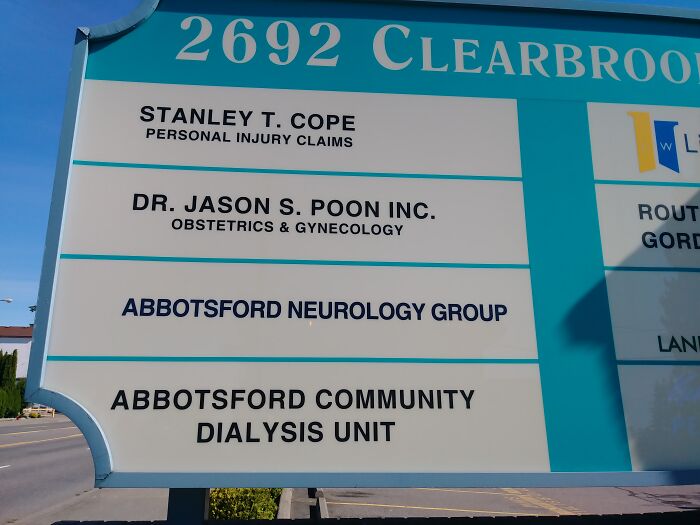 2692 CLEARBROO
STANLEY T. COPE
PERSONAL INJURY CLAIMS
DR. JASON S. POON INC.
OBSTETRICS & GYNECOLOGY
ABBOTSFORD NEUROLOGY GROUP
ABBOTSFORD COMMUNITY
DIALYSIS UNIT
W
ROUT
GORD
LAN